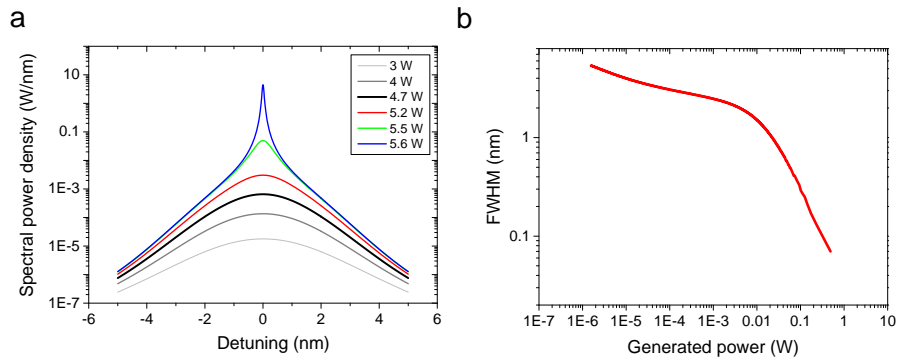 a
Spectral power density (W/nm)
10
0.1
1E-3
1E-5
1E-7
-6
-4
-2
0
2
4
6
Detuning (nm)
3 W
4 W
4.7 W
5.2 W
5.5 W
5.6 W
b
FWHM (nm)
1
0.1
1E-7
1E-6
1E-5
1E-4
1E-3
0.01
0.1
1
10
Generated power (W)